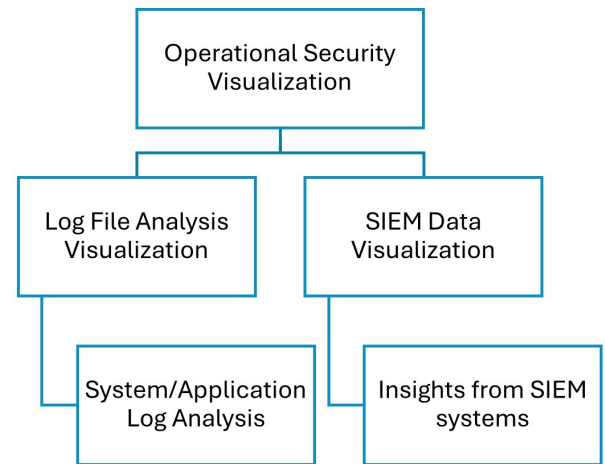 Operational Security
Visualization
Log File Analysis
Visualization
SIEM Data
Visualization
System/Application
Log Analysis
Insights from SIEM
systems